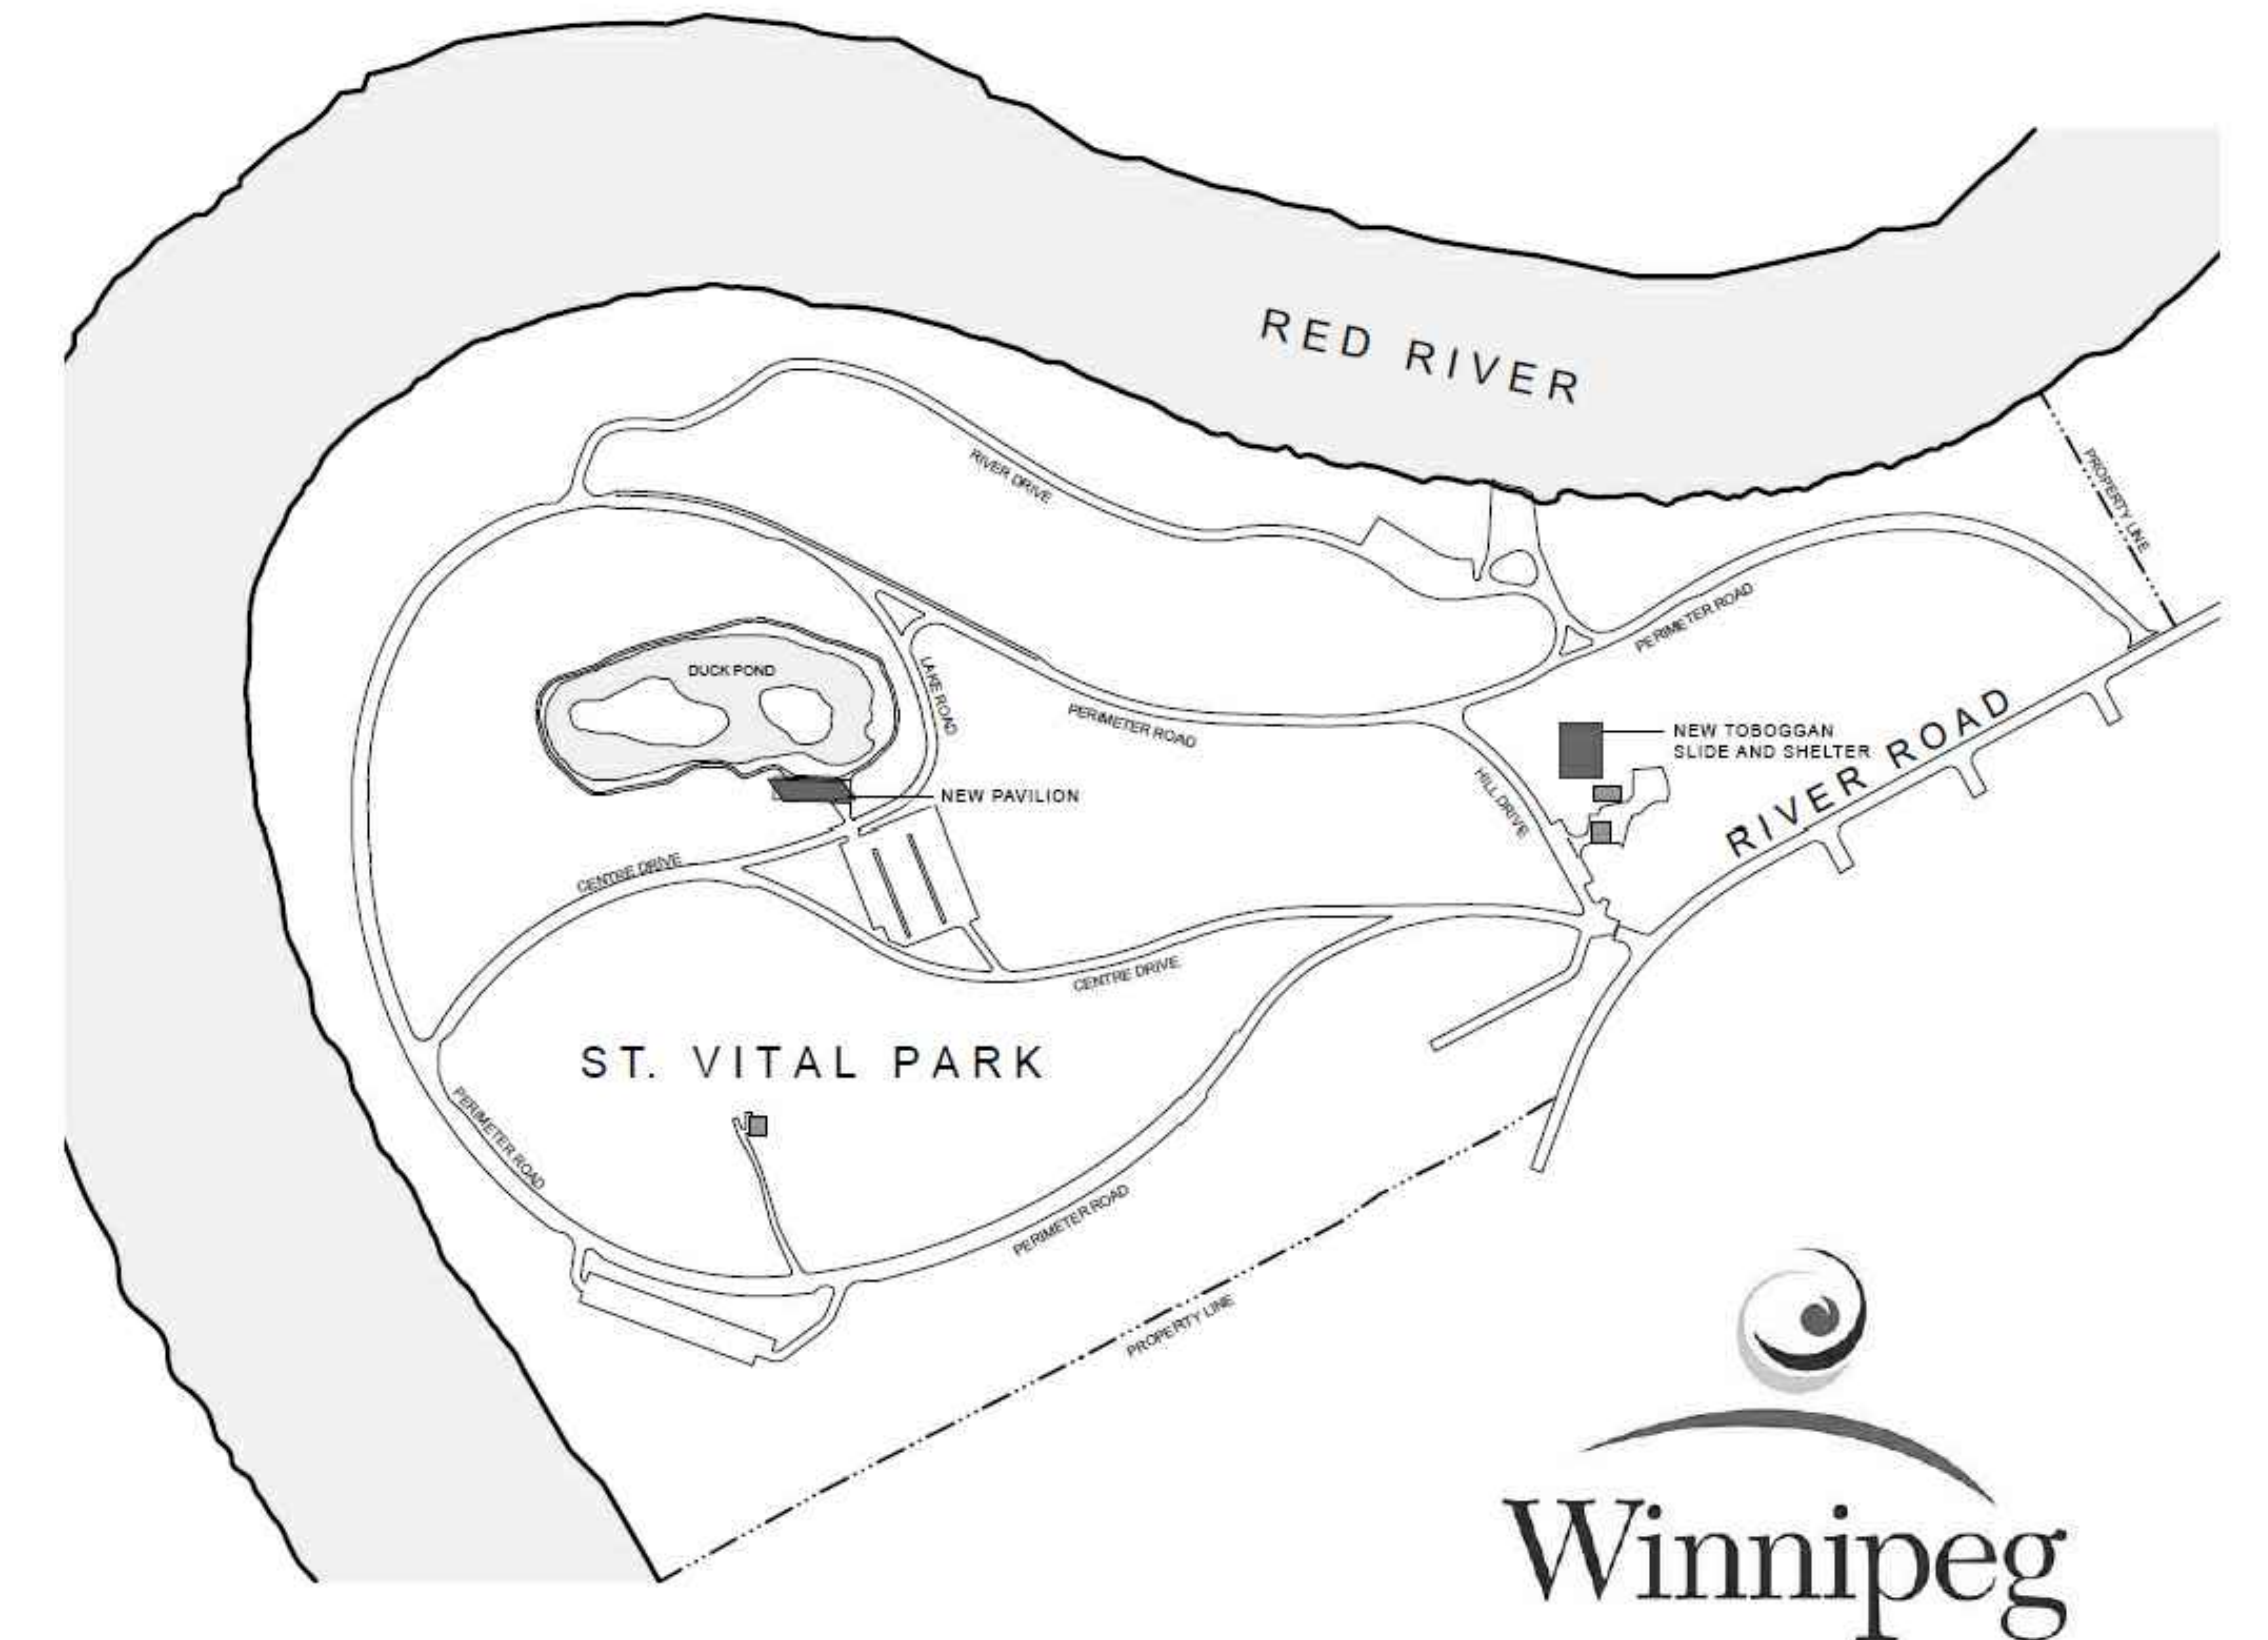 RED RIVER
RIVER DRIVE
PROPERTY LINE
PERIMETER ROAD
DUCK POND
LAKE ROAD
PERIMETER ROAD
NEW TOBOGGAN
SLIDE AND SHELTER
RIVER ROAD
HILL DRIVE
NEW PAVILION
CENTRE DRIVE
CENTRE DRIVE
ST. VITAL PARK
PERIMETER ROAD
PERIMETER ROAD
PROPERTY LINE
Winnipeg